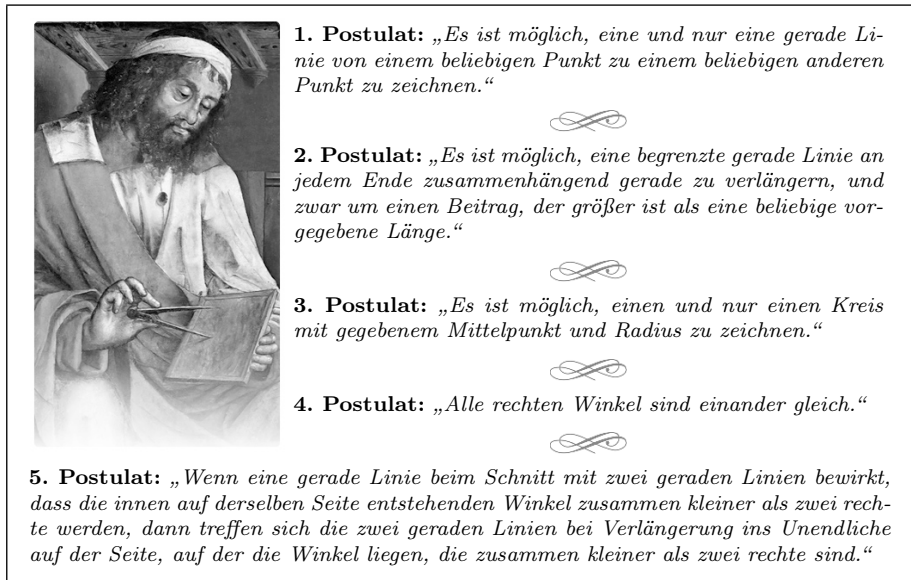 1. Postulat: „Es ist möglich, eine und nur eine gerade Li-
nie von einem beliebigen Punkt zu einem beliebigen anderen
Punkt zu zeichnen.“
2. Postulat: „Es ist möglich, eine begrenzte gerade Linie an
jedem Ende zusammenhängend gerade zu verlängern, und
zwar um einen Beitrag, der größer ist als eine beliebige vor-
gegebene Länge.“
3. Postulat: „Es ist möglich, einen und nur einen Kreis
mit gegebenem Mittelpunkt und Radius zu zeichnen.“
4. Postulat: „Alle rechten Winkel sind einander gleich.“
5. Postulat: „Wenn eine gerade Linie beim Schnitt mit zwei geraden Linien bewirkt,
dass die innen auf derselben Seite entstehenden Winkel zusammen kleiner als zwei rech-
te werden, dann treffen sich die zwei geraden Linien bei Verlängerung ins Unendliche
auf der Seite, auf der die Winkel liegen, die zusammen kleiner als zwei rechte sind.“